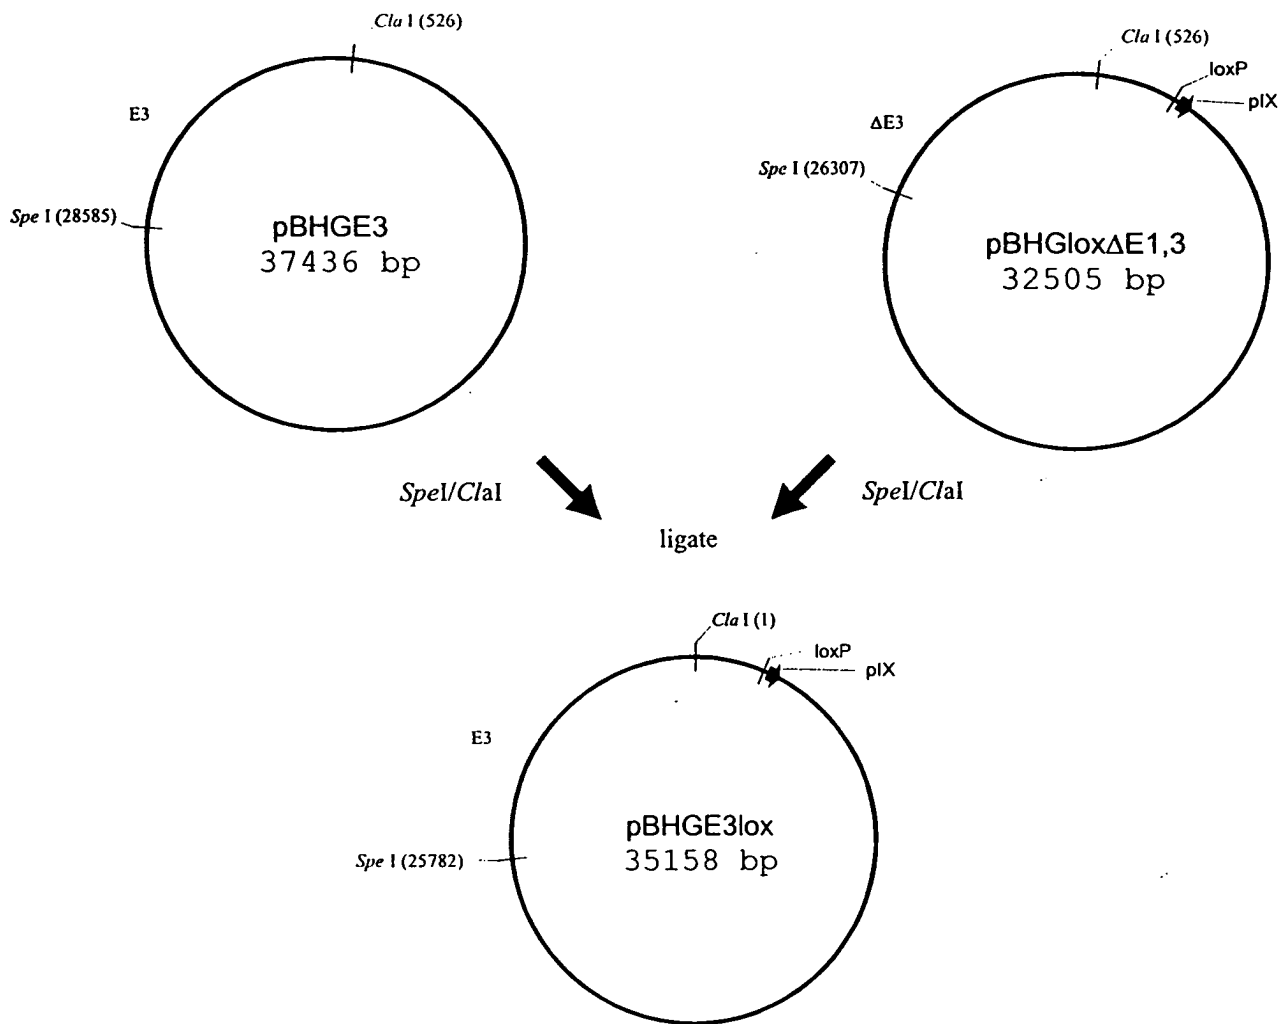 Cla I (526)
E3
Spe I (28585)
pBHGE3
37436 bp
Cla I (526)
loxP
pIX
ΔE3
Spe I (26307)
pBHGloxΔE1,3
32505 bp
SpeI/ClaI
SpeI/ClaI
ligate
Cla I (1)
loxP
pIX
E3
Spe I (25782)
pBHGE3lox
35158 bp